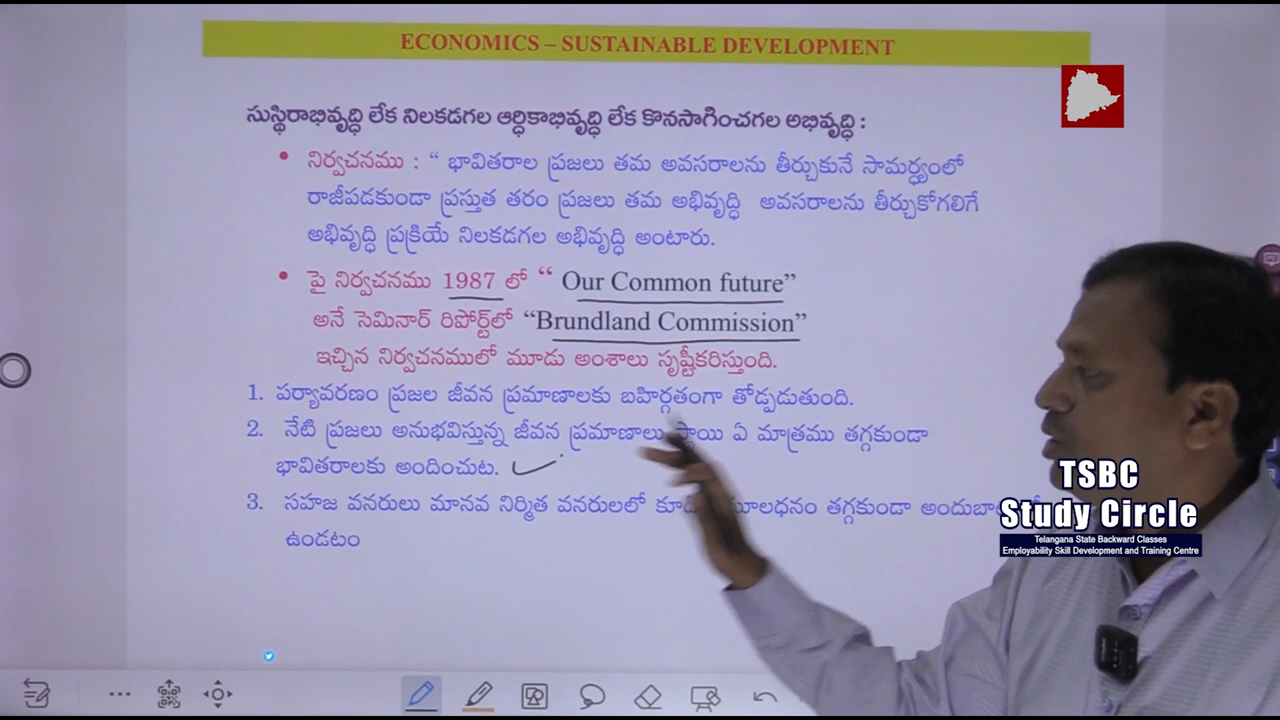 ECONOMICS – SUSTAINABLE DEVELOPMENT
సుస్థిరాభివృద్ధి లేక నిలకడగల ఆర్ధికాభివృద్ధి లేక కొనసాగించగల అభివృద్ధి :
• నిర్వచనము : “ భావితరాల ప్రజలు తమ అవసరాలను తీర్చుకునే సామర్ధ్యంలో
రాజీపడకుండా ప్రస్తుత తరం ప్రజలు తమ అభివృద్ధి అవసరాలను తీర్చుకోగలిగే
అభివృద్ధి ప్రక్రియే నిలకడగల అభివృద్ధి అంటారు.
• పై నిర్వచనము 1987 లో “ Our Common future”
అనే సెమినార్ రిపోర్ట్‌లో “Brundland Commission”
ఇచ్చిన నిర్వచనములో మూడు అంశాలు సృష్టీకరిస్తుంది.
1. పర్యావరణం ప్రజల జీవన ప్రమాణాలకు బహిర్గతంగా తోడ్పడుతుంది.
2. నేటి ప్రజలు అనుభవిస్తున్న జీవన ప్రమాణాలు స్థాయి ఏ మాత్రము తగ్గకుండా
భావితరాలకు అందించుట.
3. సహజ వనరులు మానవ నిర్మిత వనరులలో మూలధనం తగ్గకుండా
ఉండటం
TSBC
Study Circle
Telangana State Backward Classes
Employability Skill Development and Training Centre